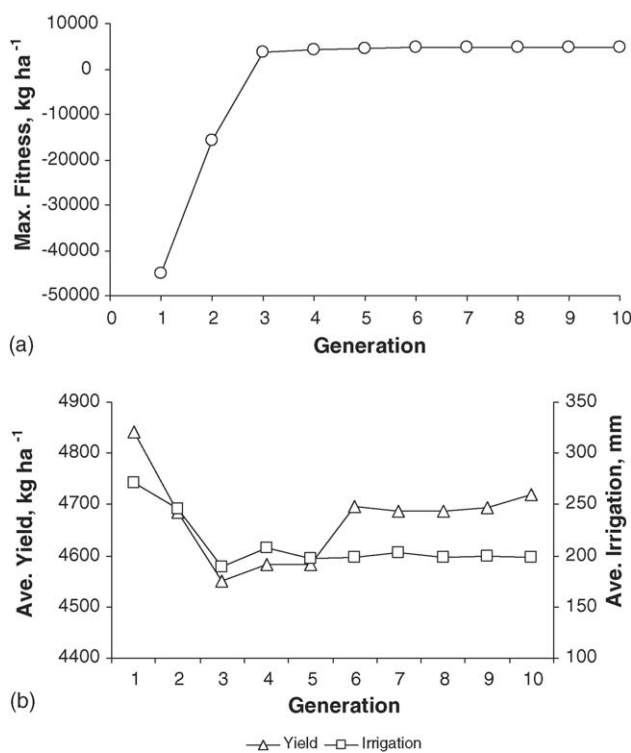 10000
0
-10000
-20000
-30000
-40000
-50000
Max. Fitness, kg ha⁻¹
0 1 2 3 4 5 6 7 8 9 10
(a)
Generation
4900
4800
4700
4600
4500
4400
Ave. Yield, kg ha⁻¹
350
300
250
200
150
100
Ave. Irrigation, mm
1 2 3 4 5 6 7 8 9 10
(b)
Generation
Yield Irrigation